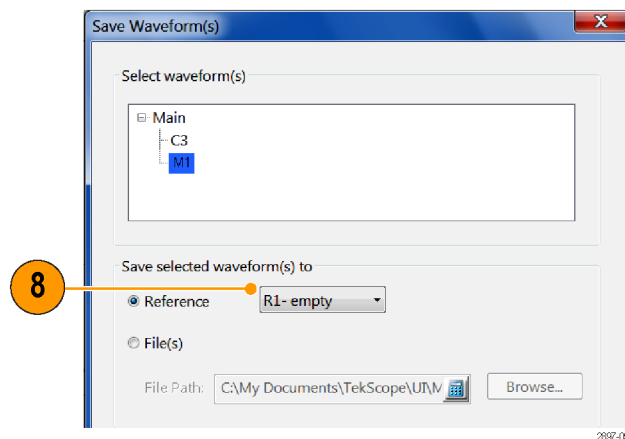 Save Waveform(s)
X
Select waveform(s)
Main
C3
M1
Save selected waveform(s) to
8
Reference
R1- empty
File(s)
File Path:
C:\My Documents\TekScope\UI\M
Browse...